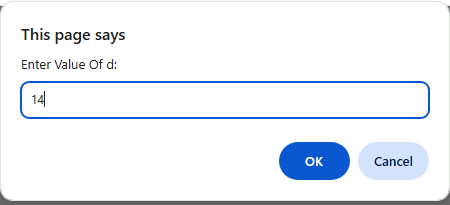 This page says
Enter Value Of d:
14
OK Cancel